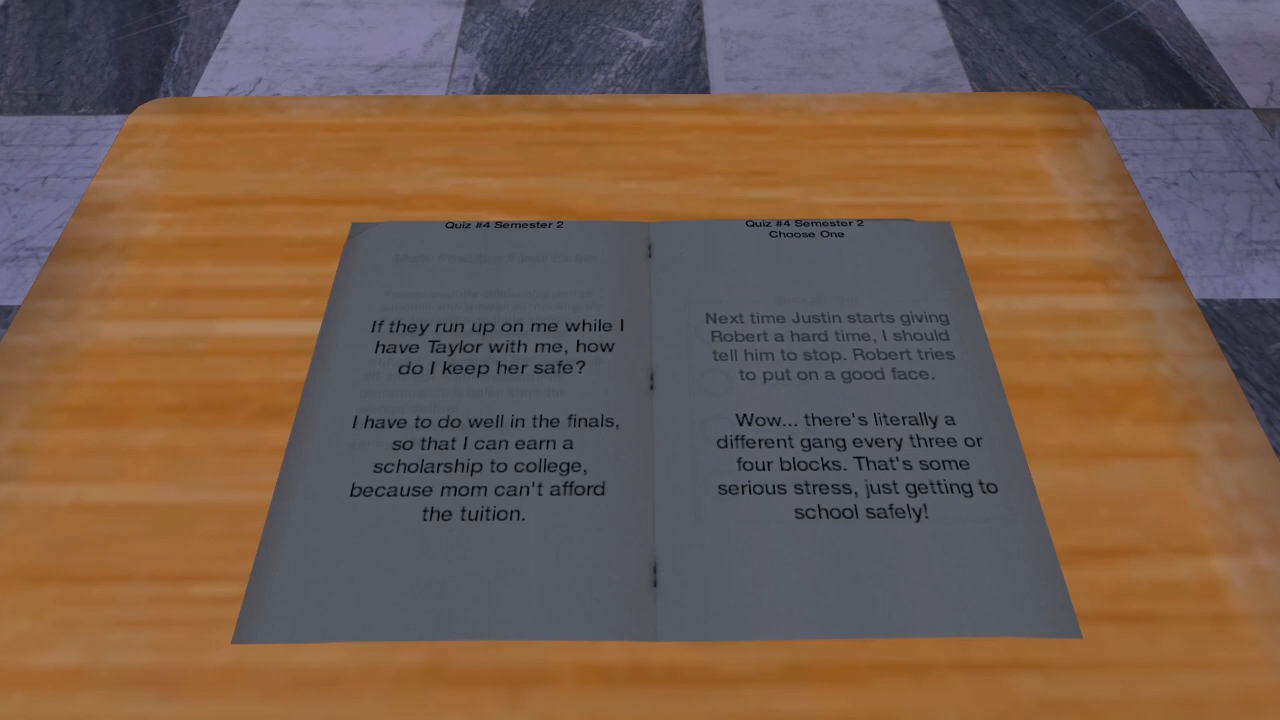 Quiz #4 Semester 2
If they run up on me while I
have Taylor with me, how
do I keep her safe?
I have to do well in the finals,
so that I can earn a
scholarship to college,
because mom can't afford
the tuition.
Quiz #4 Semester 2
Choose One
Next time Justin starts giving
Robert a hard time, I should
tell him to stop. Robert tries
to put on a good face.
Wow... there's literally a
different gang every three or
four blocks. That's some
serious stress, just getting to
school safely!